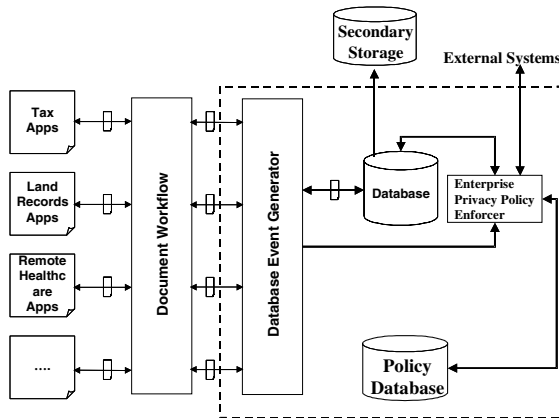 Secondary
Storage
External Systems
Tax
Apps
Land
Records
Apps
Remote
Healthc
are
Apps
....
Document Workflow
Database Event Generator
Database
Enterprise
Privacy Policy
Enforcer
Policy
Database